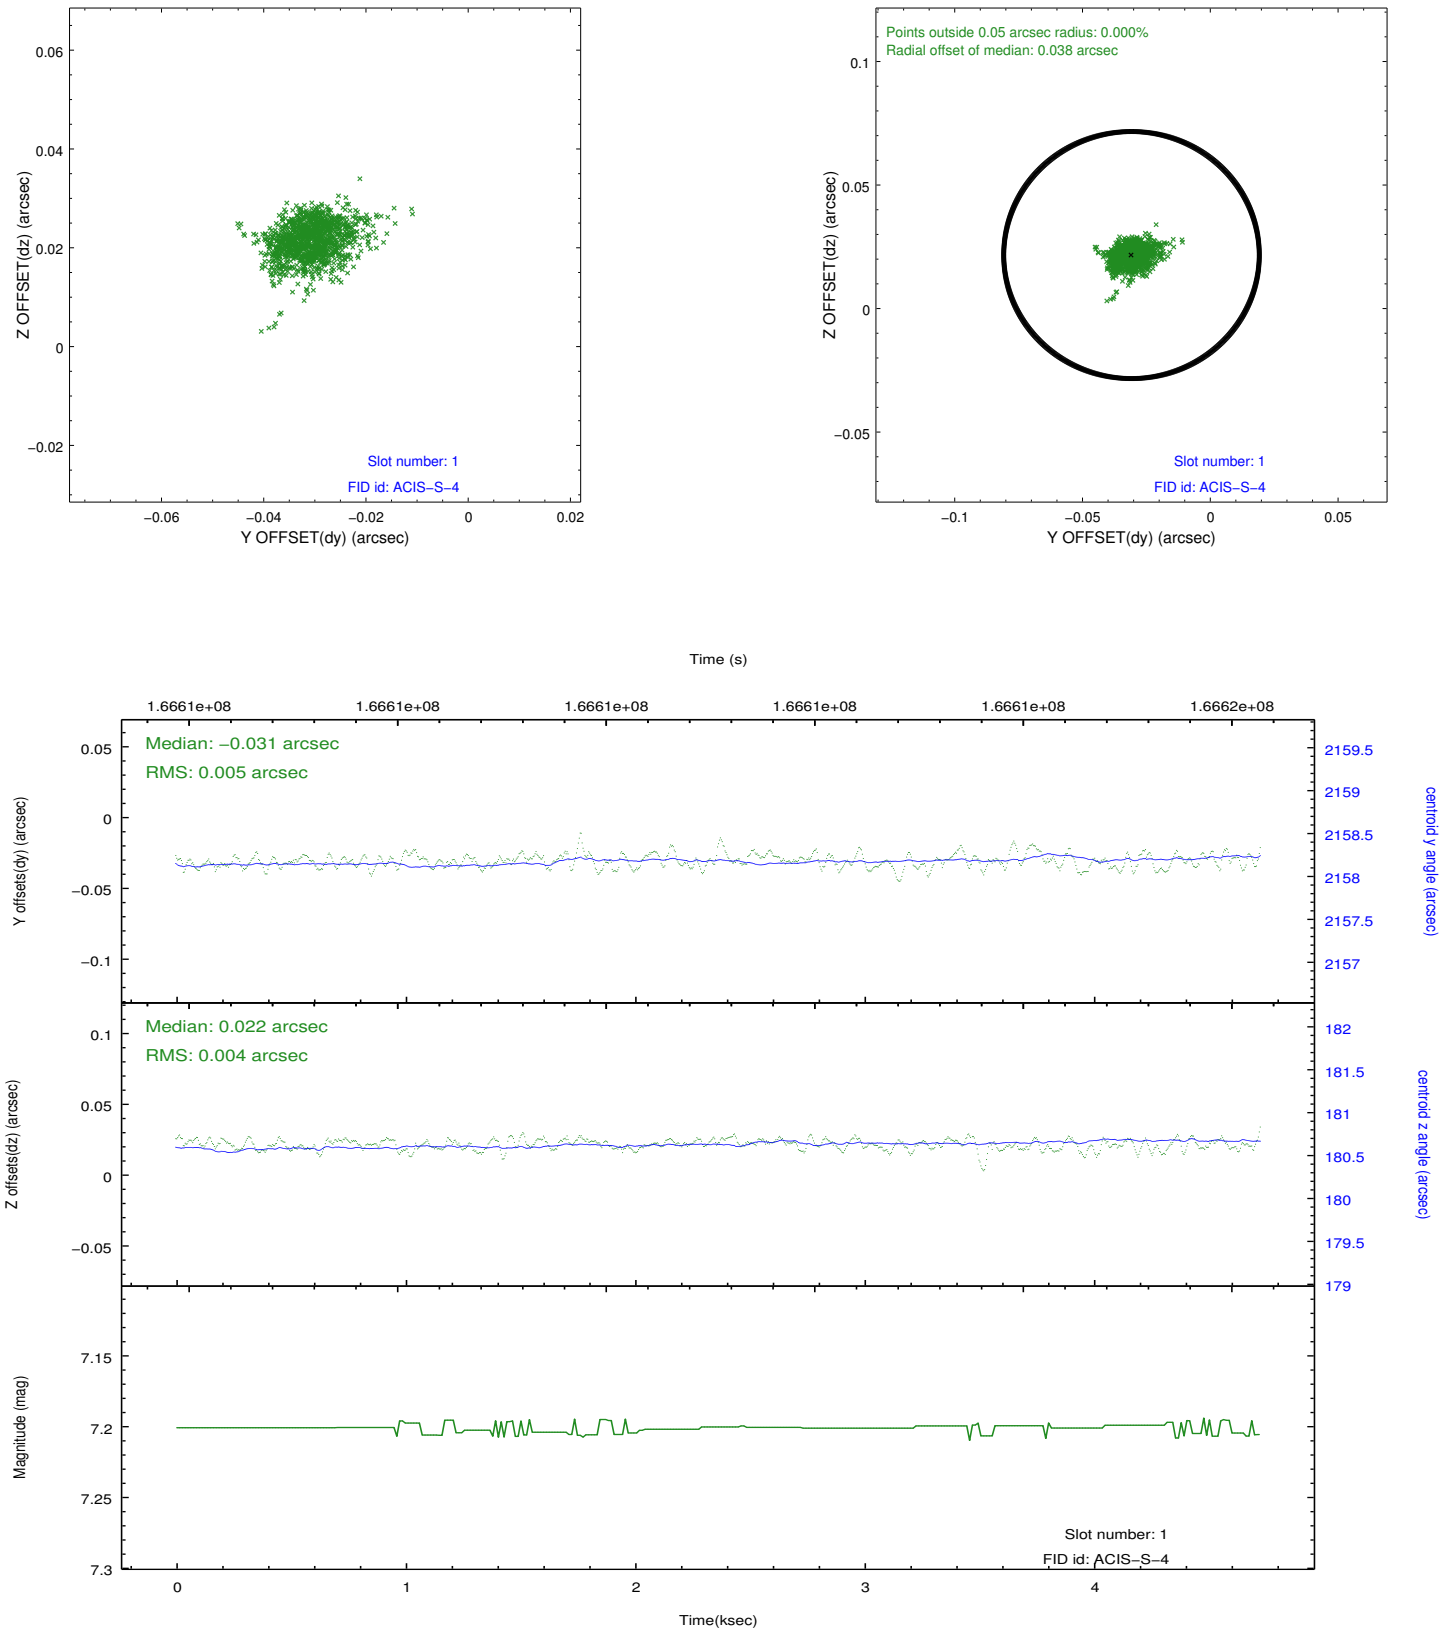 0.06
0.04
0.02
0
−0.02
Z OFFSET(dz) (arcsec)
Slot number: 1
FID id: ACIS−S−4
−0.06
−0.04
−0.02
0
0.02
Y OFFSET(dy) (arcsec)
Points outside 0.05 arcsec radius: 0.000%
Radial offset of median: 0.038 arcsec
0.1
0.05
0
−0.05
Z OFFSET(dz) (arcsec)
Slot number: 1
FID id: ACIS−S−4
−0.1
−0.05
0
0.05
Y OFFSET(dy) (arcsec)
Time (s)
1.6661e+08
1.6661e+08
1.6661e+08
1.6661e+08
1.6661e+08
1.6662e+08
Median: −0.031 arcsec
RMS: 0.005 arcsec
0.05
0
−0.05
−0.1
Y offsets(dy) (arcsec)
2159.5
2159
2158.5
2158
2157.5
2157
centroid y angle (arcsec)
Median: 0.022 arcsec
RMS: 0.004 arcsec
0.1
0.05
0
−0.05
Z offsets(dz) (arcsec)
182
181.5
181
180.5
180
179.5
179
centroid z angle (arcsec)
7.15
7.2
7.25
7.3
Magnitude (mag)
Slot number: 1
FID id: ACIS−S−4
0
1
2
3
4
Time(ksec)